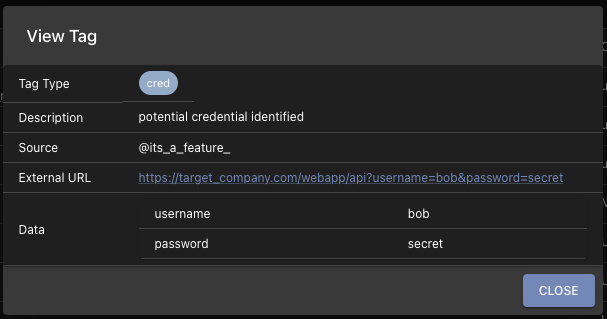 View Tag
Tag Type cred
Description potential credential identified
Source @its_a_feature_
External URL https://target_company.com/webapp/api?username=bob&password=secret
Data
username bob
password secret
CLOSE